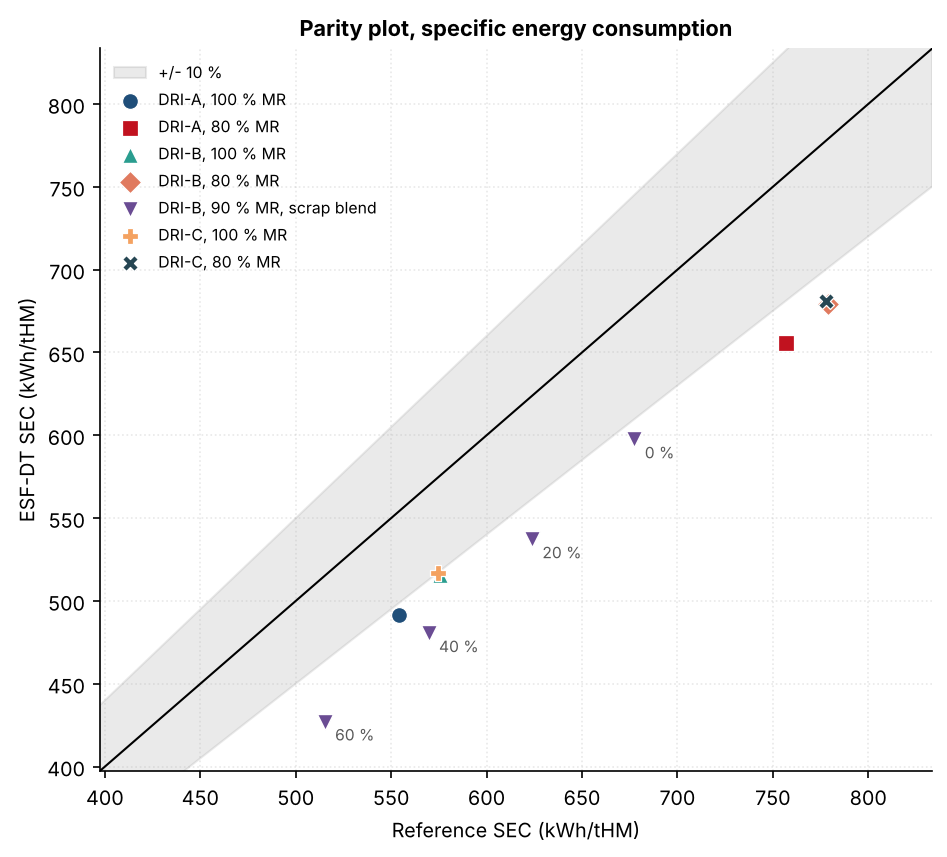 Parity plot, specific energy consumption
+/- 10 %
DRI-A, 100 % MR
DRI-A, 80 % MR
DRI-B, 100 % MR
DRI-B, 80 % MR
DRI-B, 90 % MR, scrap blend
DRI-C, 100 % MR
DRI-C, 80 % MR
800
750
700
650
600
550
500
450
400
ESF-DT SEC (kWh/tHM)
0 %
20 %
40 %
60 %
400 450 500 550 600 650 700 750 800
Reference SEC (kWh/tHM)